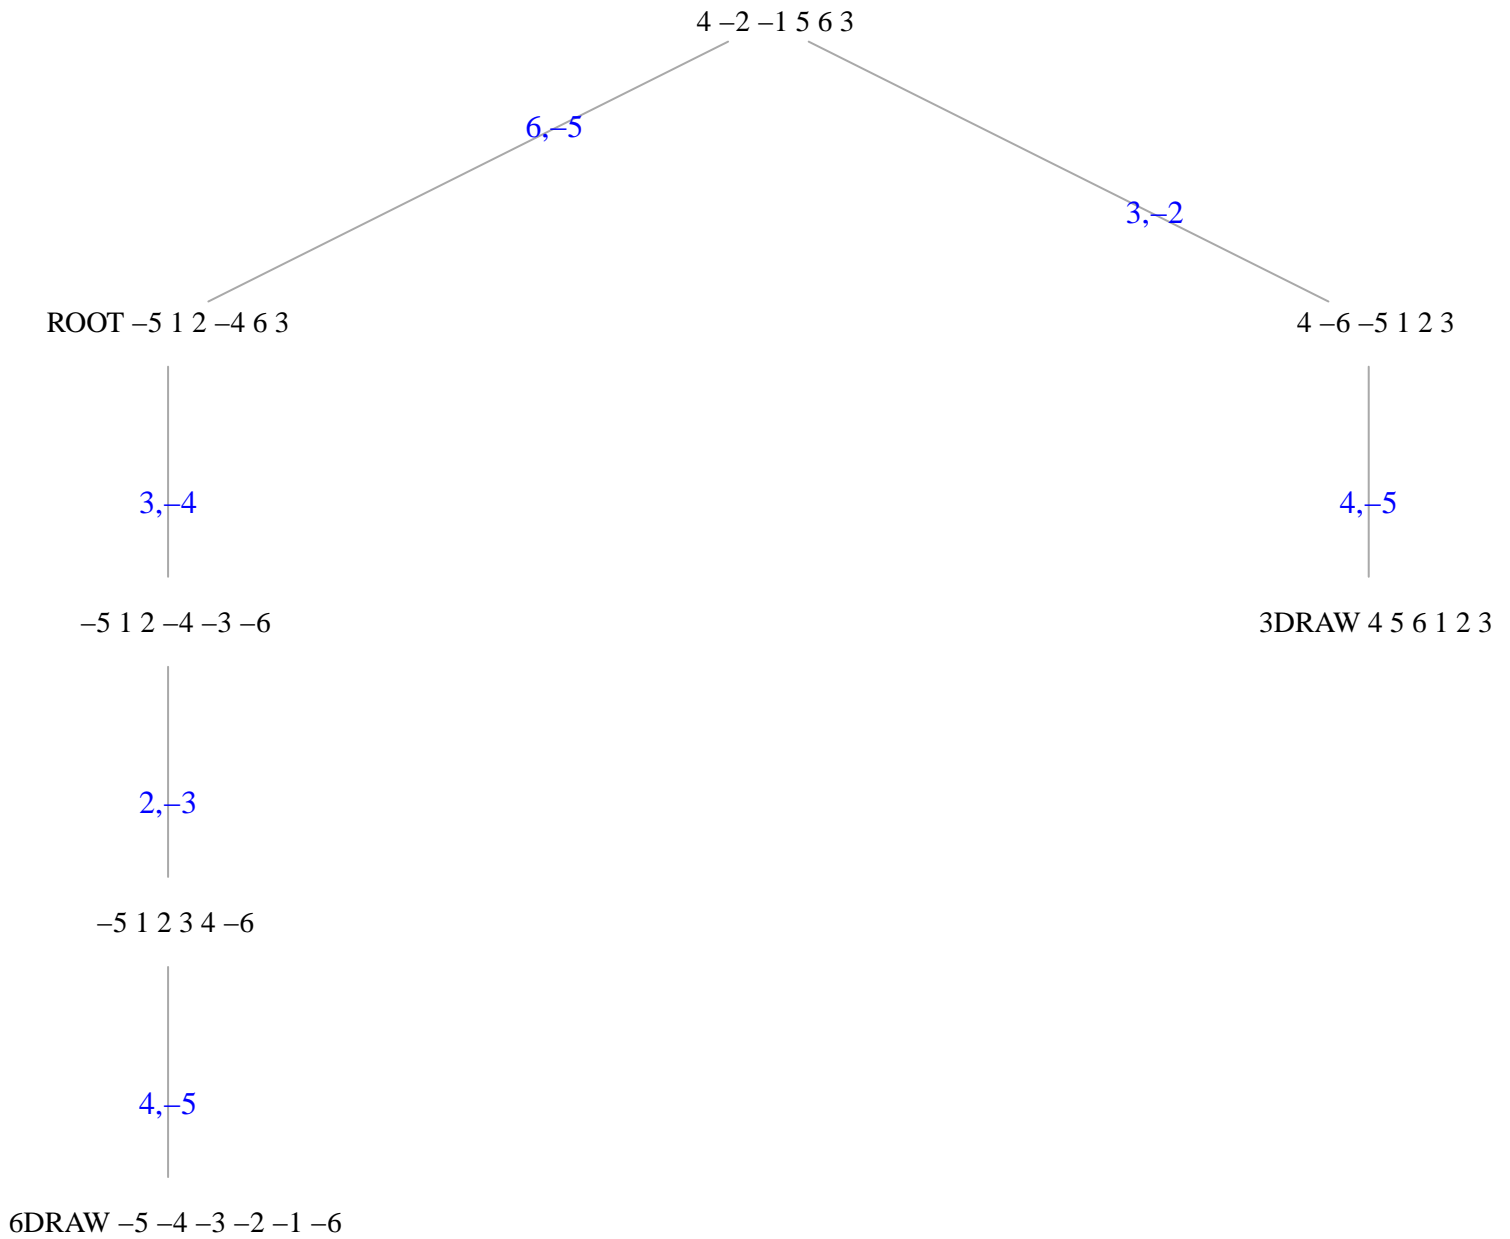 4 –2 –1 5 6 3
6,–5
3,–2
ROOT –5 1 2 –4 6 3
4 –6 –5 1 2 3
3,–4
4,–5
–5 1 2 –4 –3 –6
3DRAW 4 5 6 1 2 3
2,–3
–5 1 2 3 4 –6
4,–5
6DRAW –5 –4 –3 –2 –1 –6